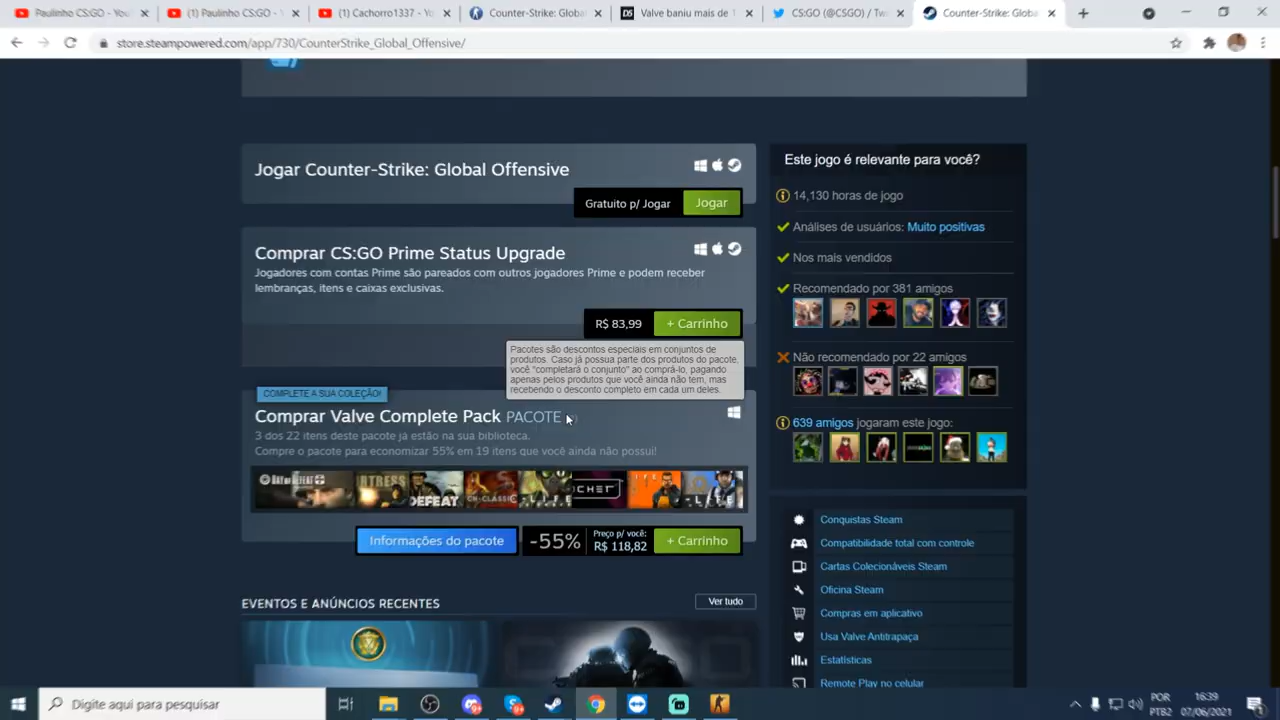 Paulinho CS:GO - Yout
(1) Paulinho CS:GO -
(1) Cachorro1337 - Yo
Counter-Strike: Globa
Valve baniu mais de
CS:GO (@CSGO) / Tw
Counter-Strike: Globa
store.steampowered.com/app/730/CounterStrike_Global_Offensive/
Jogar Counter-Strike: Global Offensive
Gratuito p/ Jogar
Jogar
Comprar CS:GO Prime Status Upgrade
Jogadores com contas Prime são pareados com outros jogadores Prime e podem receber
lembranças, itens e caixas exclusivas.
R$ 83,99
+ Carrinho
Pacotes são descontos especiais em conjuntos de
produtos. Caso já possua parte dos produtos do pacote,
você "completará o conjunto" ao comprá-lo, pagando
apenas pelos produtos que você ainda não tem, mas
recebendo o desconto completo em cada um deles.
COMPLETE A SUA COLEÇÃO!
Comprar Valve Complete Pack PACOTE
3 dos 22 itens deste pacote já estão na sua biblioteca.
Compre o pacote para economizar 55% em 19 itens que você ainda não possui!
Informações do pacote
-55%
Preço p/ você:
R$ 118,82
+ Carrinho
EVENTOS E ANÚNCIOS RECENTES
Ver tudo
Este jogo é relevante para você?
14,130 horas de jogo
Análises de usuários: Muito positivas
Nos mais vendidos
Recomendado por 381 amigos
Não recomendado por 22 amigos
639 amigos jogaram este jogo:
Conquistas Steam
Compatibilidade total com controle
Cartas Colecionáveis Steam
Oficina Steam
Compras em aplicativo
Usa Valve Antitrapaça
Estatísticas
Remote Play no celular
Digite aqui para pesquisar
POR
PTB2
16:39
07/06/2021